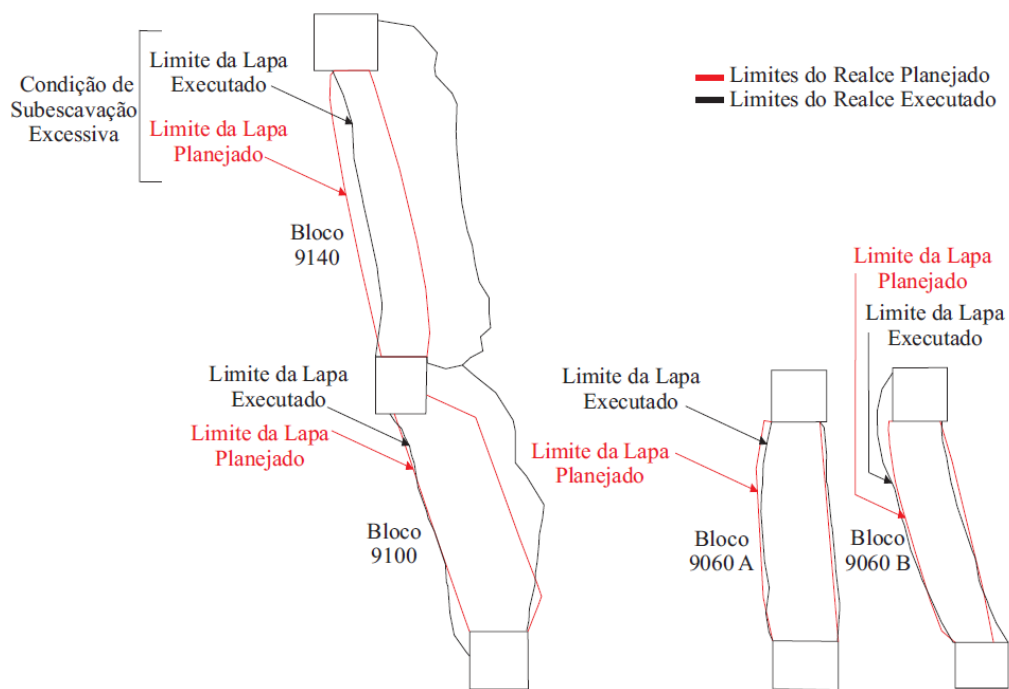 Condição de
Subescavação
Excessiva
Limite da Lapa
Executado
Limite da Lapa
Planejado
Bloco
9140
Limites do Realce Planejado
Limites do Realce Executado
Limite da Lapa
Executado
Limite da Lapa
Planejado
Bloco
9100
Limite da Lapa
Executado
Limite da Lapa
Planejado
Bloco
9060 A
Limite da Lapa
Planejado
Limite da Lapa
Executado
Bloco
9060 B